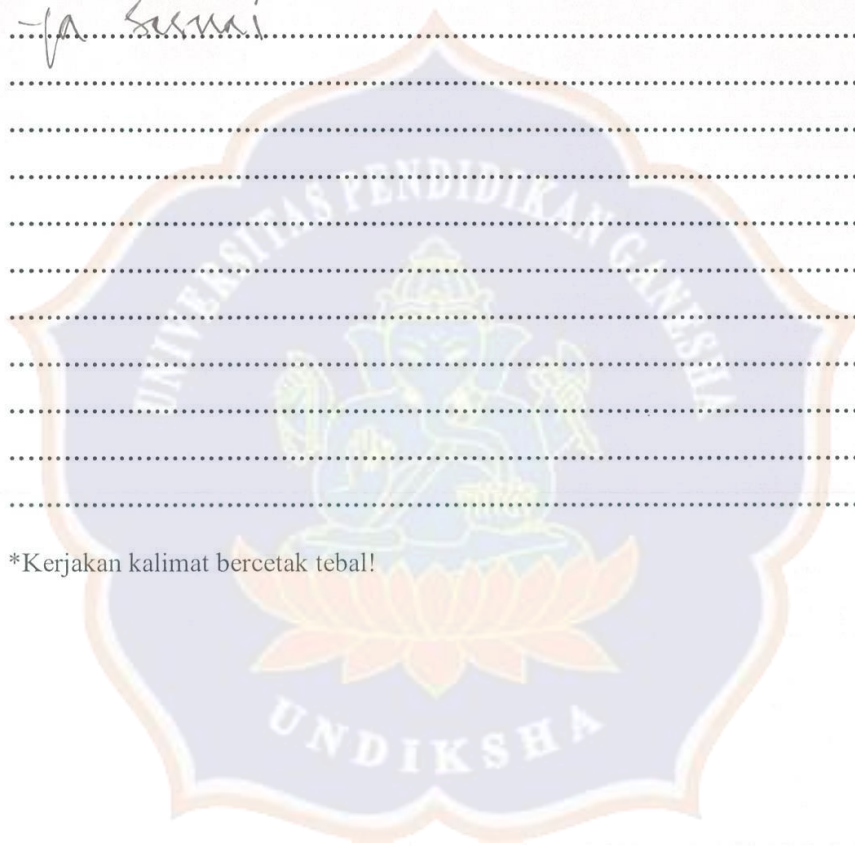 -ya sesuai
*Kerjakan kalimat bercetak tebal!
UNIVERSITAS PENDIDIKAN GANESHA
UNDIKSHA